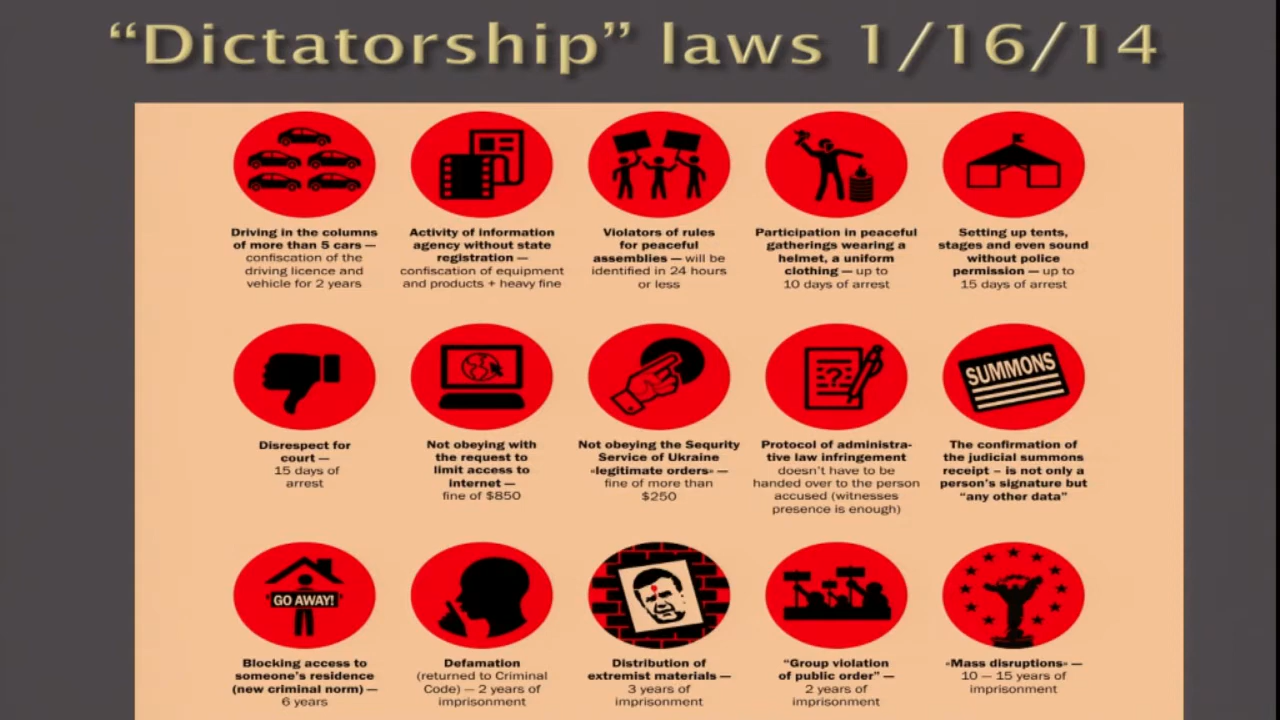 “Dictatorship” laws 1/16/14
Driving in the columns
of more than 5 cars —
confiscation of the
driving licence and
vehicle for 2 years
Activity of information
agency without state
registration —
confiscation of equipment
and products + heavy fine
Violators of rules
for peaceful
assemblies — will be
identified in 24 hours
or less
Participation in peaceful
gatherings wearing a
helmet, a uniform
clothing — up to
10 days of arrest
Setting up tents,
stages and even sound
without police
permission — up to
15 days of arrest
SUMMONS
Disrespect for
court —
15 days of
arrest
Not obeying with
the request to
limit access to
internet —
fine of $850
Not obeying the Sequrity
Service of Ukraine
«legitimate orders» —
fine of more than
$250
Protocol of administra-
tive law infringement
doesn’t have to be
handed over to the person
accused (witnesses
presence is enough)
The confirmation of
the judicial summons
receipt – is not only a
person’s signature but
“any other data”
GO AWAY!
Blocking access to
someone’s residence
(new criminal norm) —
6 years
Defamation
(returned to Criminal
Code) — 2 years of
imprisonment
Distribution of
extremist materials —
3 years of
imprisonment
“Group violation
of public order” —
2 years of
imprisonment
«Mass disruptions» —
10 — 15 years of
imprisonment